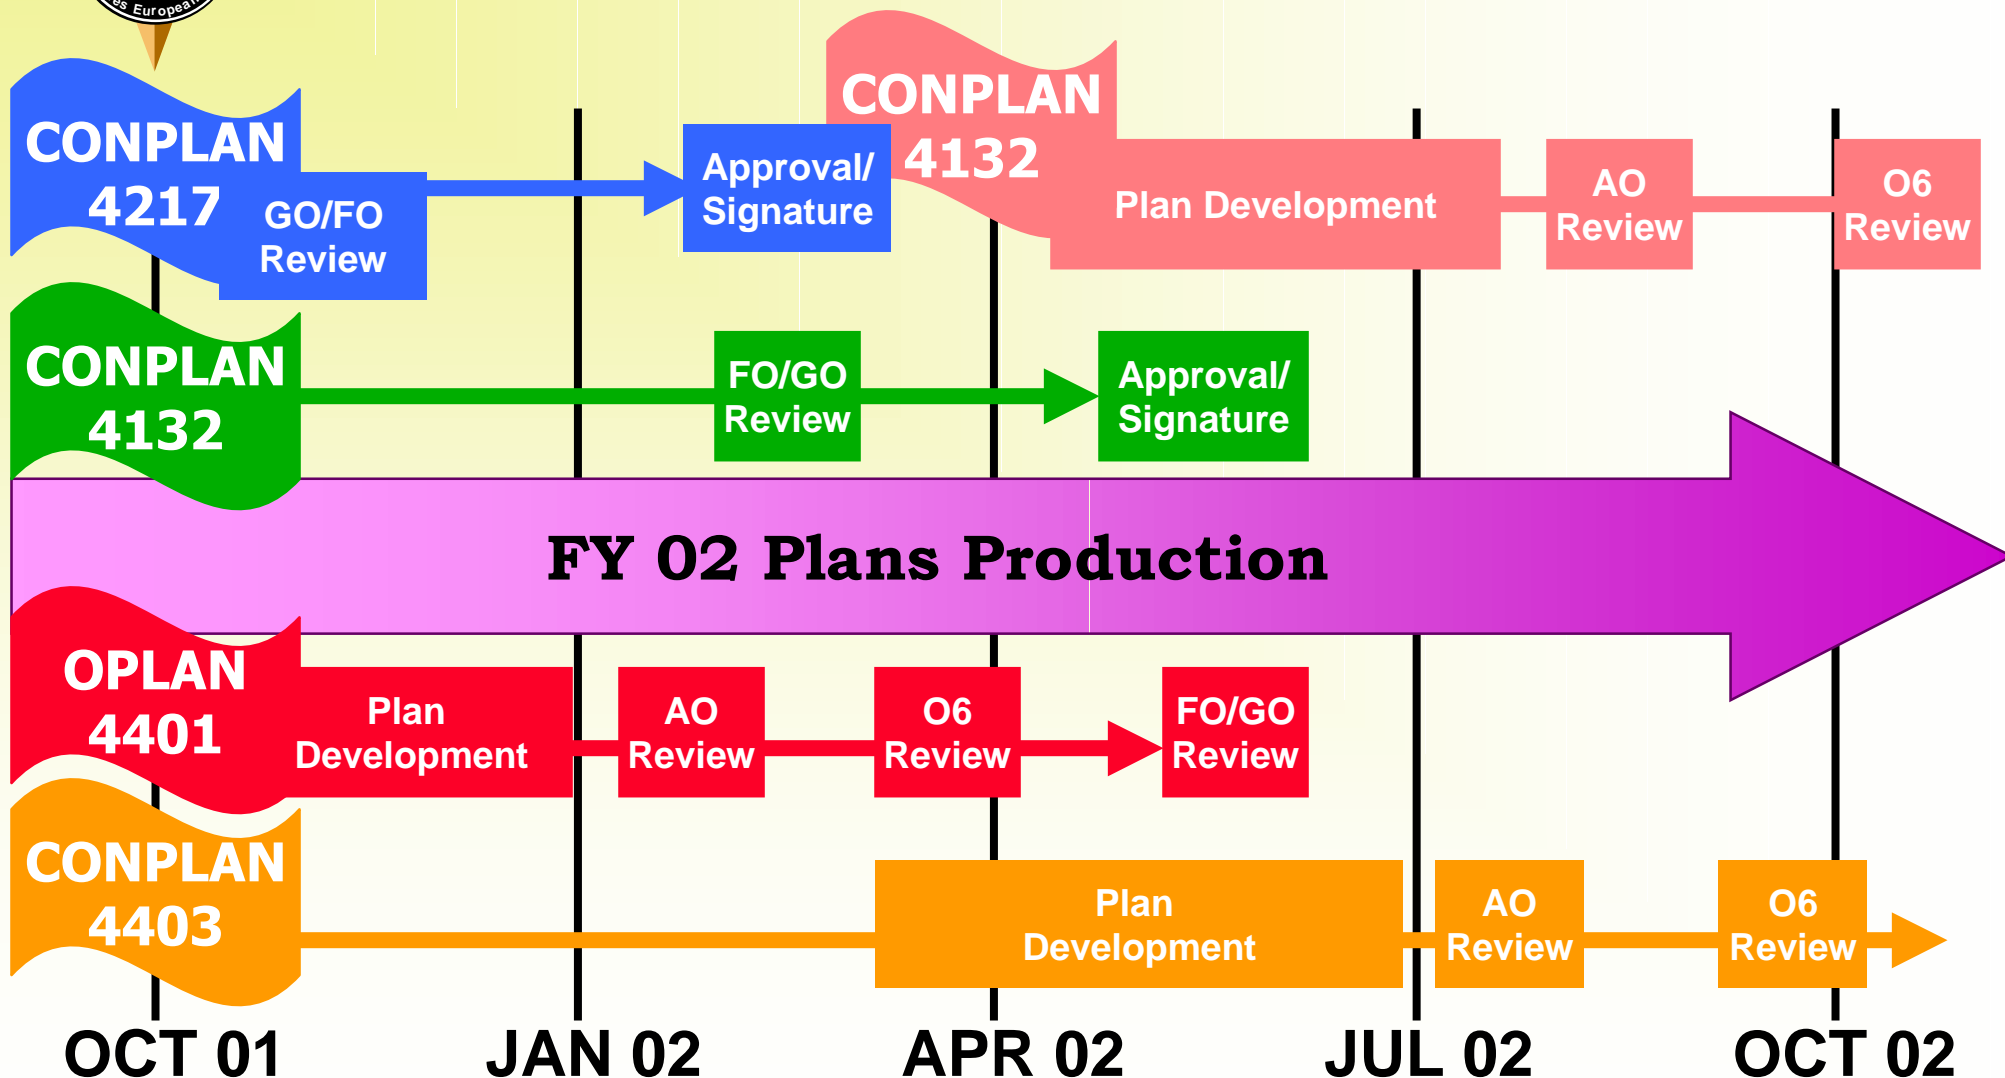 European
CONPLAN
4217
GO/FO
Review
Approval/
Signature
CONPLAN
4132
Plan Development
AO
Review
O6
Review
CONPLAN
4132
FO/GO
Review
Approval/
Signature
FY 02 Plans Production
OPLAN
4401
Plan
Development
AO
Review
O6
Review
FO/GO
Review
CONPLAN
4403
Plan
Development
AO
Review
O6
Review
OCT 01
JAN 02
APR 02
JUL 02
OCT 02